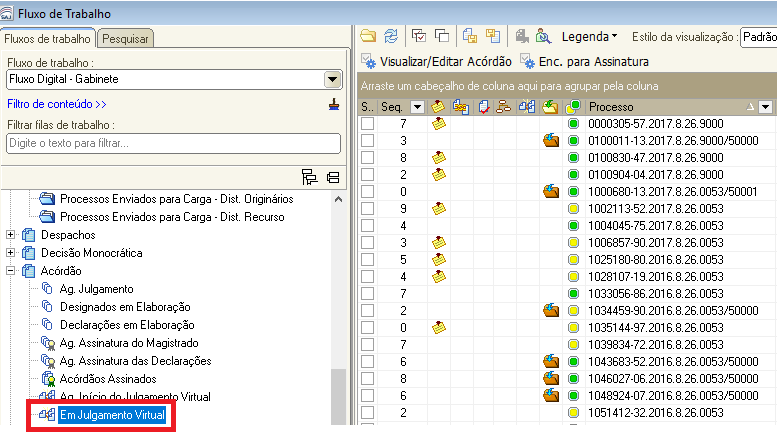 SAJ Fluxo de Trabalho
Fluxos de trabalho Pesquisar
Fluxo de trabalho :
Fluxo Digital - Gabinete
Filtro de conteúdo >>
Filtrar filas de trabalho :
Digite o texto para filtrar...
Processos Enviados para Carga - Dist. Originários
Processos Enviados para Carga - Dist. Recurso
Despachos
Decisão Monocrática
Acórdão
Ag. Julgamento
Designados em Elaboração
Declarações em Elaboração
Ag. Assinatura do Magistrado
Ag. Assinatura das Declarações
Acórdãos Assinados
Ag. Início do Julgamento Virtual
Em Julgamento Virtual
Legenda Estilo da visualização : Padrão
Visualizar/Editar Acórdão Enc. para Assinatura
Arraste um cabeçalho de coluna aqui para agrupar pela coluna
S.. Seq. Processo
7 0000305-57.2017.8.26.9000
3 0100011-13.2017.8.26.9000/50000
8 0100830-47.2017.8.26.9000
2 0100904-04.2017.8.26.9000
0 1000680-13.2017.8.26.0053/50001
9 1002113-52.2017.8.26.0053
4 1004045-75.2017.8.26.0053
3 1006857-90.2017.8.26.0053
5 1025180-80.2017.8.26.0053
4 1028107-19.2016.8.26.0053
7 1033056-86.2017.8.26.0053
2 1034459-90.2017.8.26.0053/50000
0 1035144-97.2017.8.26.0053
7 1039834-72.2017.8.26.0053
6 1043683-52.2017.8.26.0053/50000
8 1046027-06.2017.8.26.0053/50000
6 1048924-07.2017.8.26.0053/50000
2 1051412-32.2017.8.26.0053